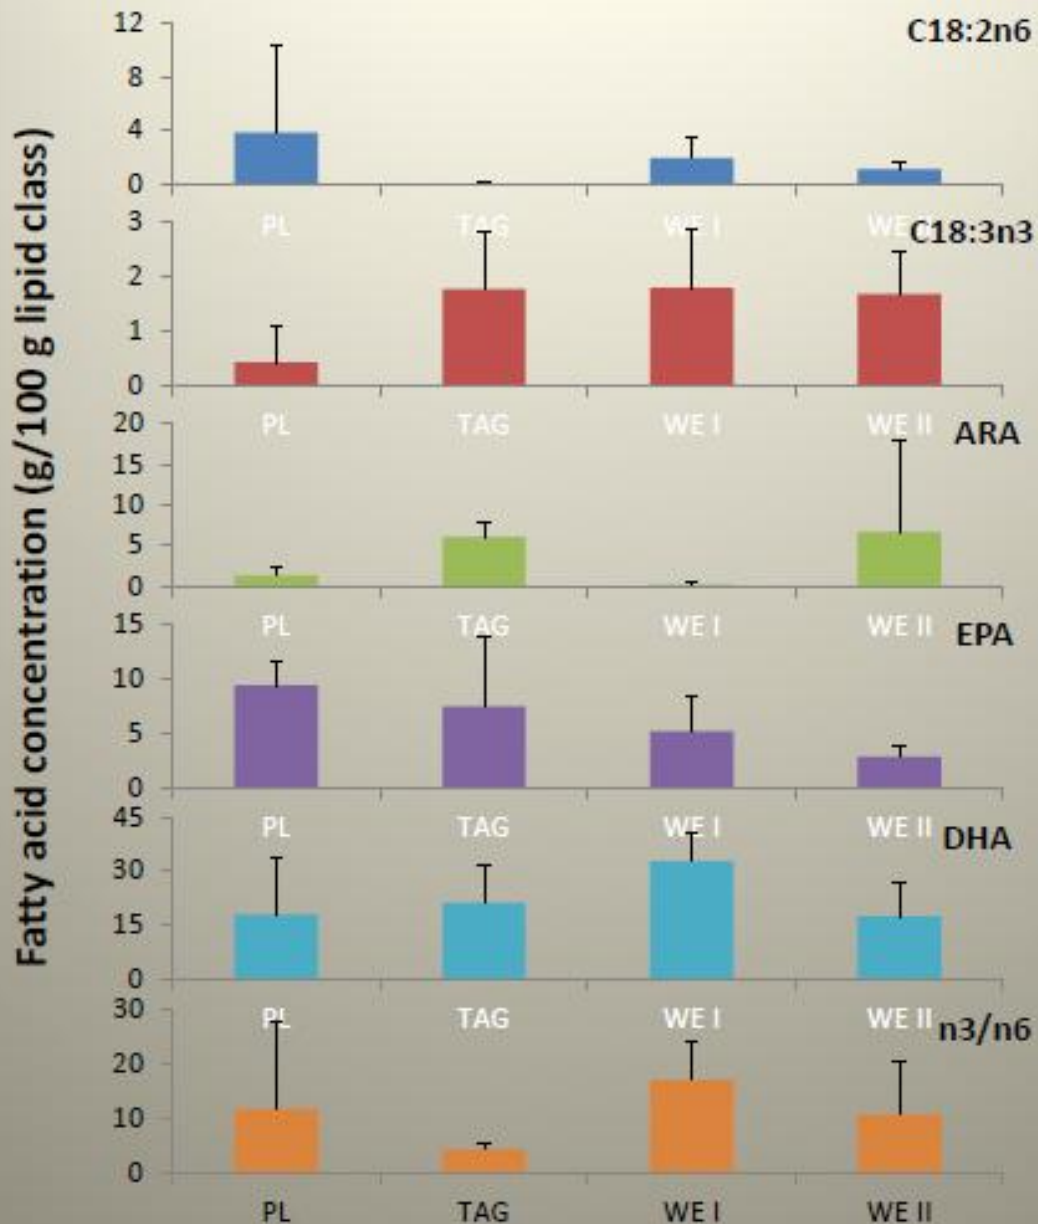 Fatty acid concentration (g/100 g lipid class)
12
8
4
0
C18:2n6
PL TAG WE I WE II
3
2
1
0
C18:3n3
PL TAG WE I WE II
20
15
10
5
0
ARA
PL TAG WE I WE II
15
10
5
0
EPA
PL TAG WE I WE II
45
30
15
0
DHA
PL TAG WE I WE II
30
20
10
0
n3/n6
PL TAG WE I WE II